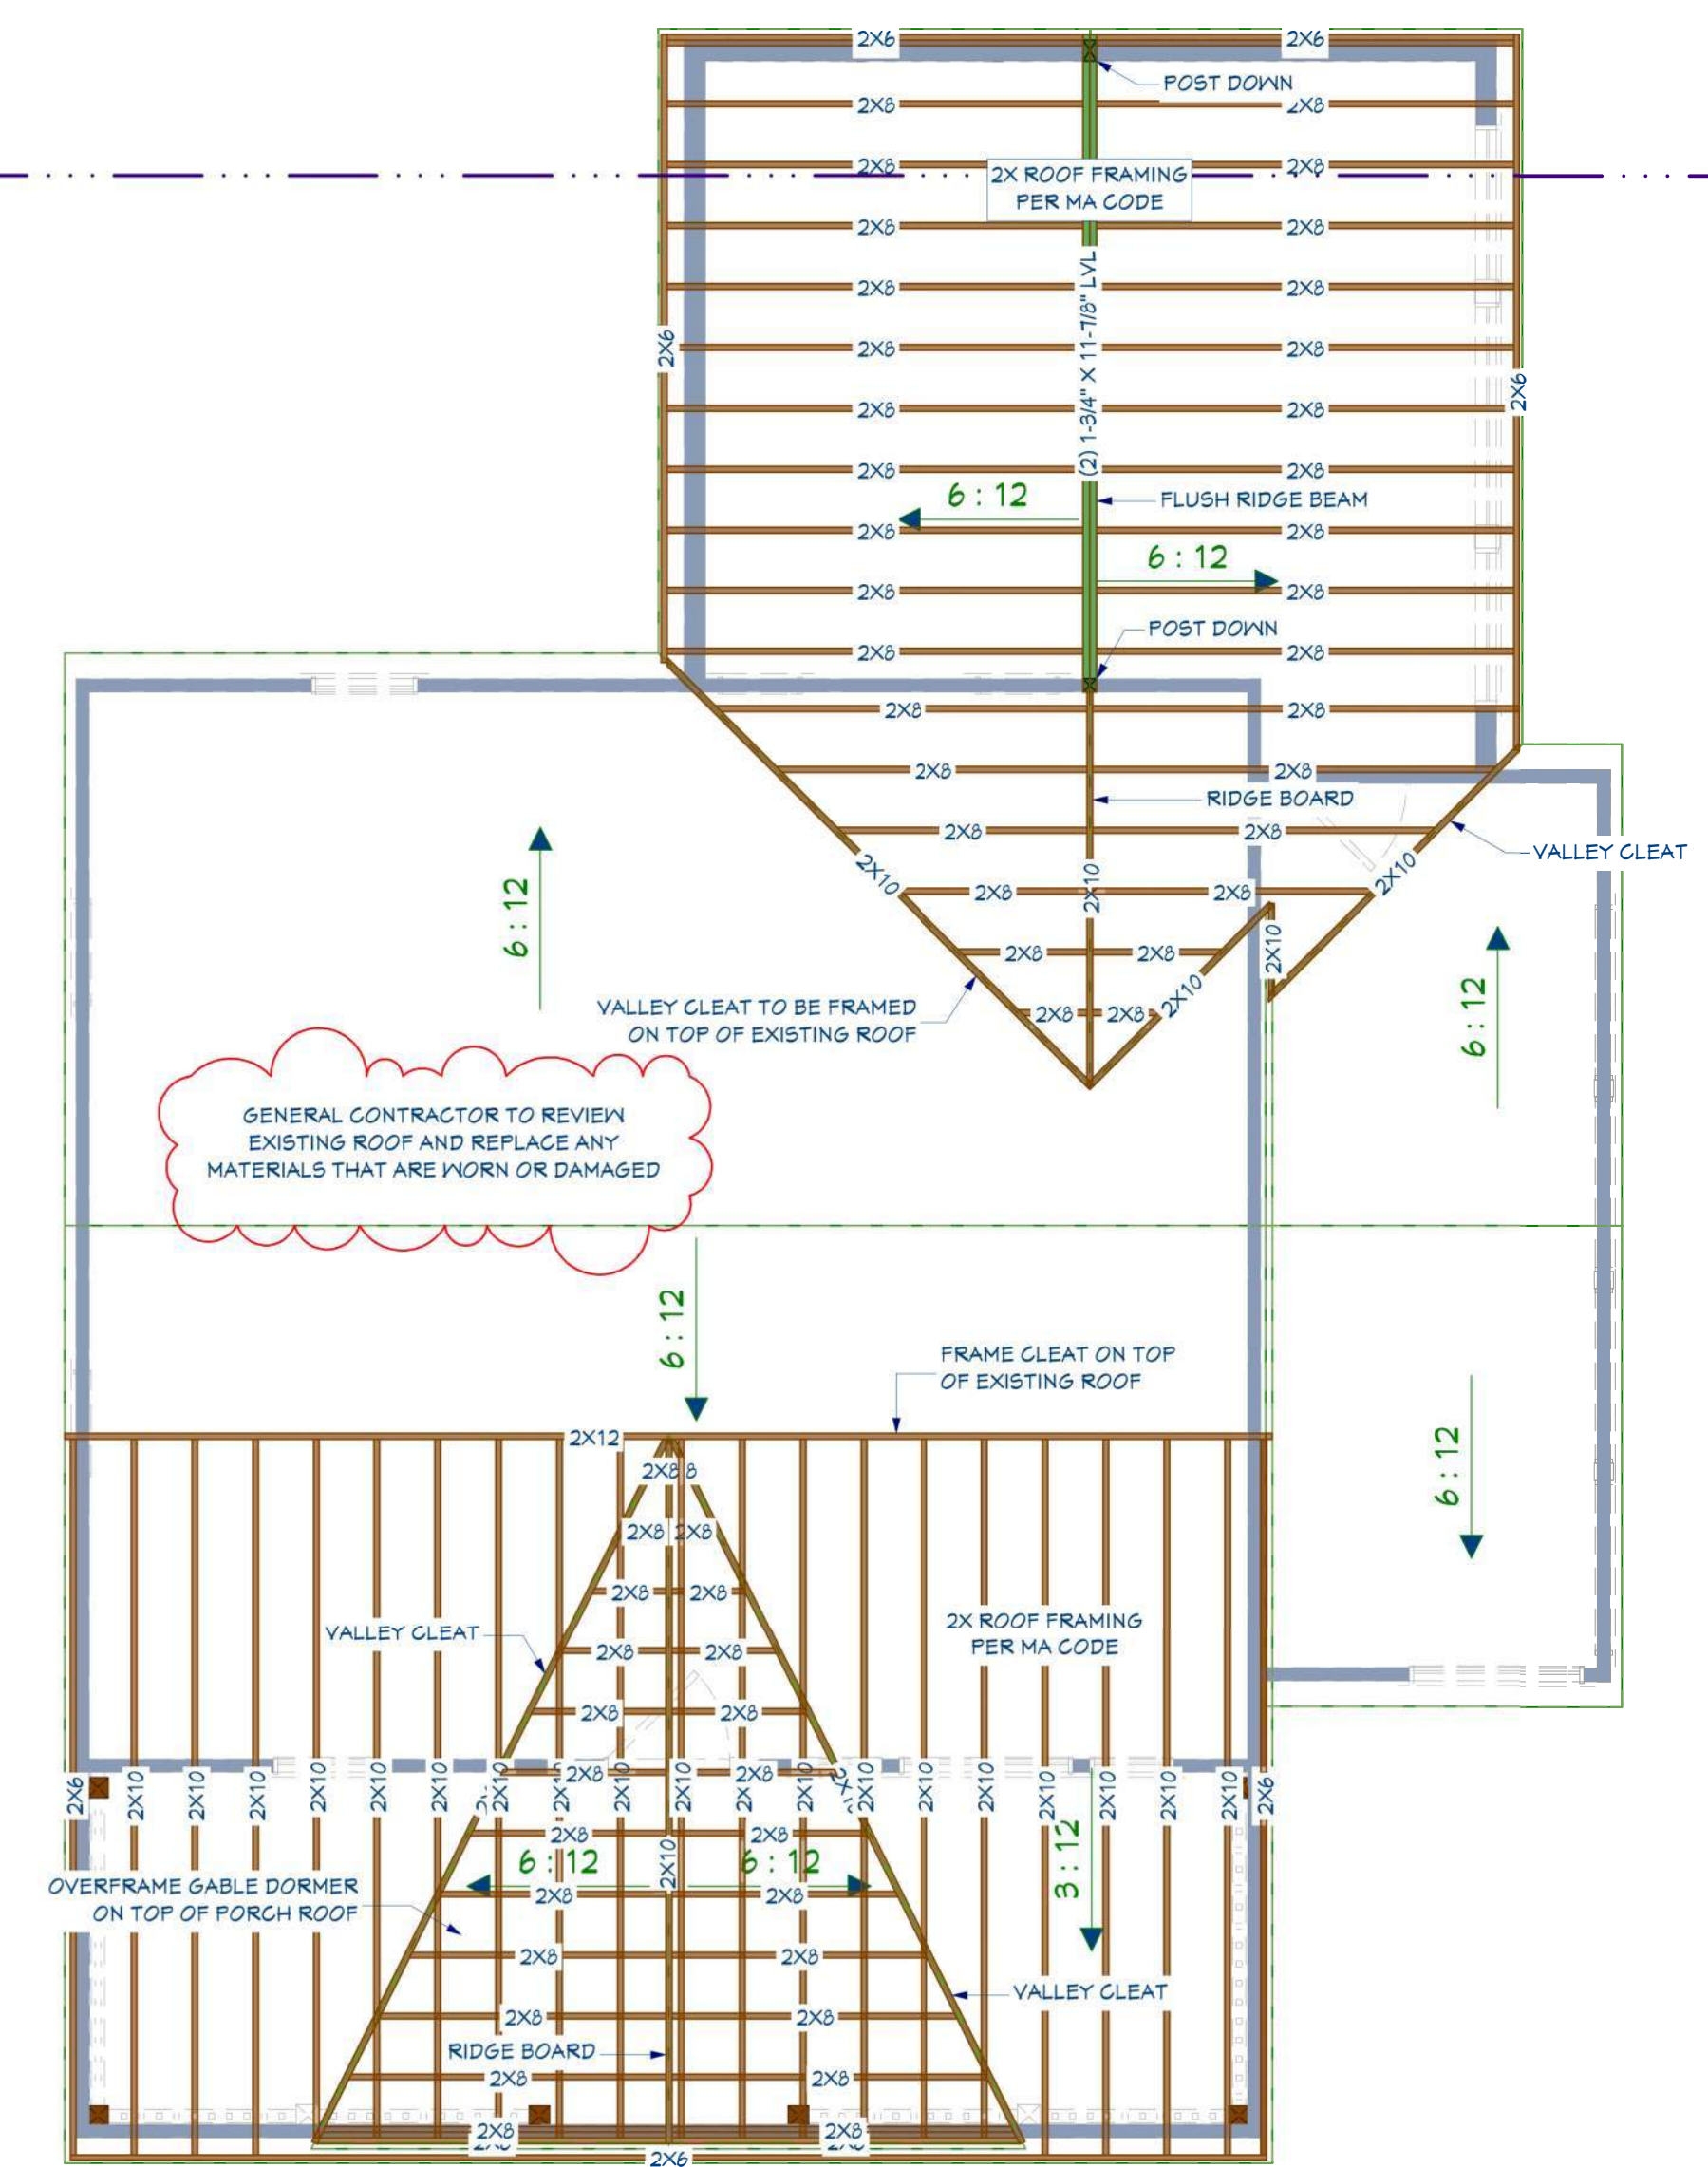 2X6 2X6
POST DOWN
2X8 2X8
2X8 2X8
2X ROOF FRAMING
PER MA CODE
2X8 2X8
2X8 2X8
2X6
2X8 2X8
(2) 1-3/4" X 11-7/8" LVL
2X6
2X8 2X8
2X8 2X8
6 : 12
FLUSH RIDGE BEAM
2X8 2X8
6 : 12
2X8 2X8
POST DOWN
2X8 2X8
2X8 2X8
2X8 2X8
RIDGE BOARD
2X8 2X8
VALLEY CLEAT
2X10
2X10
2X10
2X8 2X8
6 : 12
2X10
2X8 2X8
2X10
VALLEY CLEAT TO BE FRAMED
ON TOP OF EXISTING ROOF
2X8 2X8
6 : 12
GENERAL CONTRACTOR TO REVIEW
EXISTING ROOF AND REPLACE ANY
MATERIALS THAT ARE WORN OR DAMAGED
6 : 12
FRAME CLEAT ON TOP
OF EXISTING ROOF
2X12
6 : 12
2X8 8
2X8 2X8
2X8 2X8
2X ROOF FRAMING
PER MA CODE
VALLEY CLEAT
2X8 2X8
2X8 2X8
2X8 2X8
2X6 2X10 2X10 2X10 2X10 2X10 2X10 2X10 2X10 2X10 2X10 2X10 2X10 2X10 2X10 2X10 2X10 2X10 2X6
2X8 2X8
2X10
6 : 12 6 : 12
3 : 12
OVERFRAME GABLE DORMER
ON TOP OF PORCH ROOF
2X8 2X8
2X8 2X8
VALLEY CLEAT
2X8 2X8
RIDGE BOARD
2X8 2X8
2X8 2X8
2X6